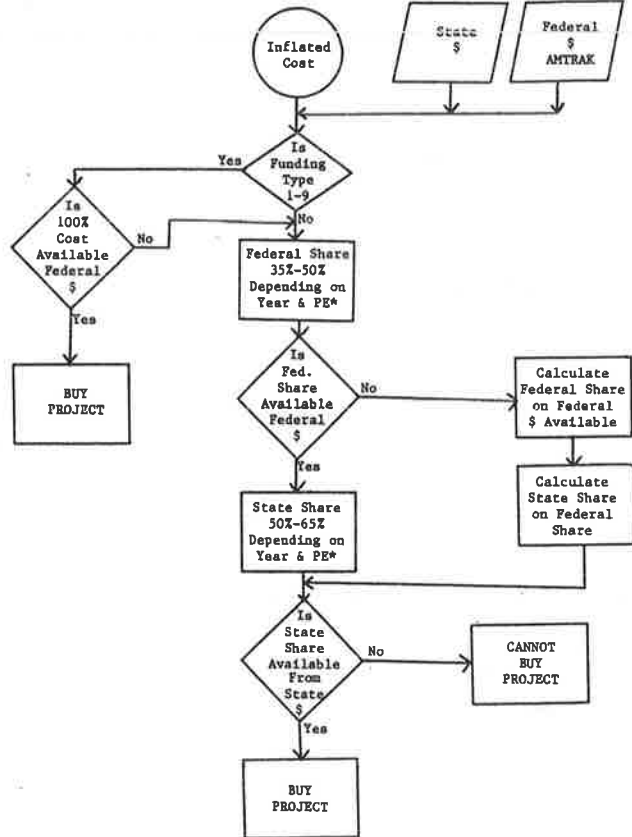 Inflated
Cost
State
$
Federal
$
AMTRAK
Is
Funding
Type
1-9
Yes
No
Is
100%
Cost
Available
Federal
$
No
Yes
BUY
PROJECT
Federal Share
35%-50%
Depending on
Year & PE*
Is
Fed.
Share
Available
Federal
$
No
Yes
Calculate
Federal Share
on Federal
$ Available
Calculate
State Share
on Federal
Share
State Share
50%-65%
Depending on
Year & PE*
Is
State
Share
Available
From
State
$
No
Yes
CANNOT
BUY
PROJECT
BUY
PROJECT